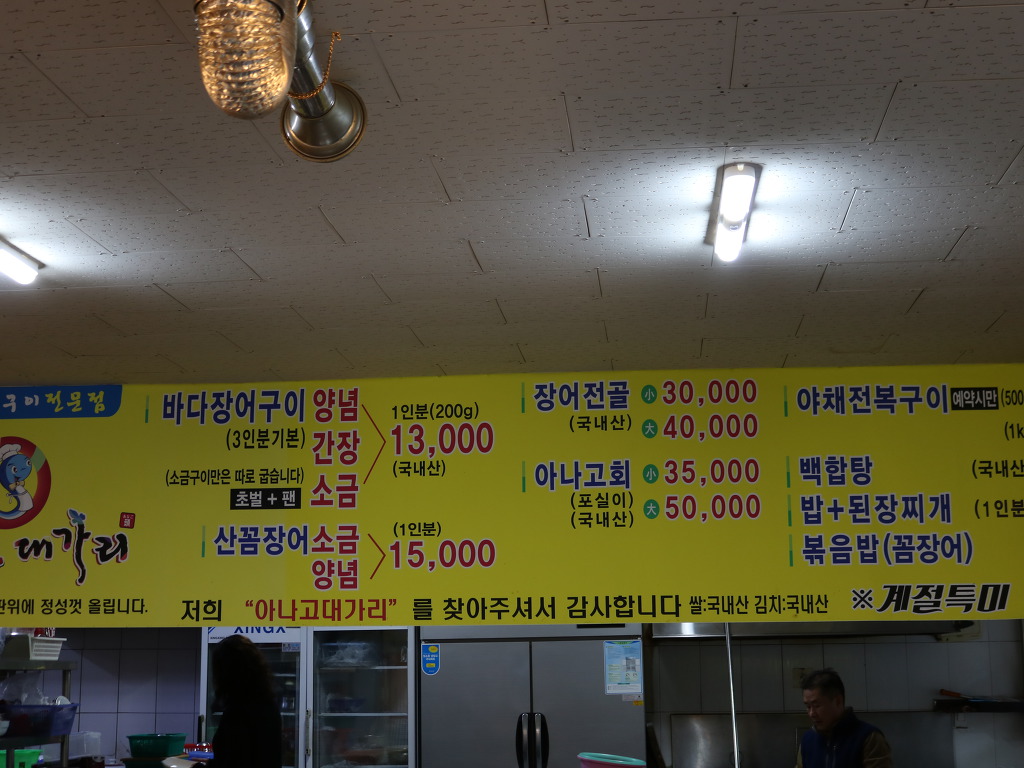 구이전문점
대가리
판위에 정성껏 올립니다.
바다장어구이 양념
(3인분기본) 간장
(소금구이만은 따로 굽습니다)
초벌+팬 소금
1인분(200g)
13,000
(국내산)
산꼼장어 소금
양념
(1인분)
15,000
장어전골 小 30,000
(국내산) 大 40,000
아나고회 小 35,000
(포실이) 大 50,000
(국내산)
야채전복구이 예약시만 (500
(1k
백합탕 (국내산
밥+된장찌개 (1인분
볶음밥(꼼장어)
저희 “아나고대가리” 를 찾아주셔서 감사합니다 쌀:국내산 김치:국내산
※계절특미
XINGX